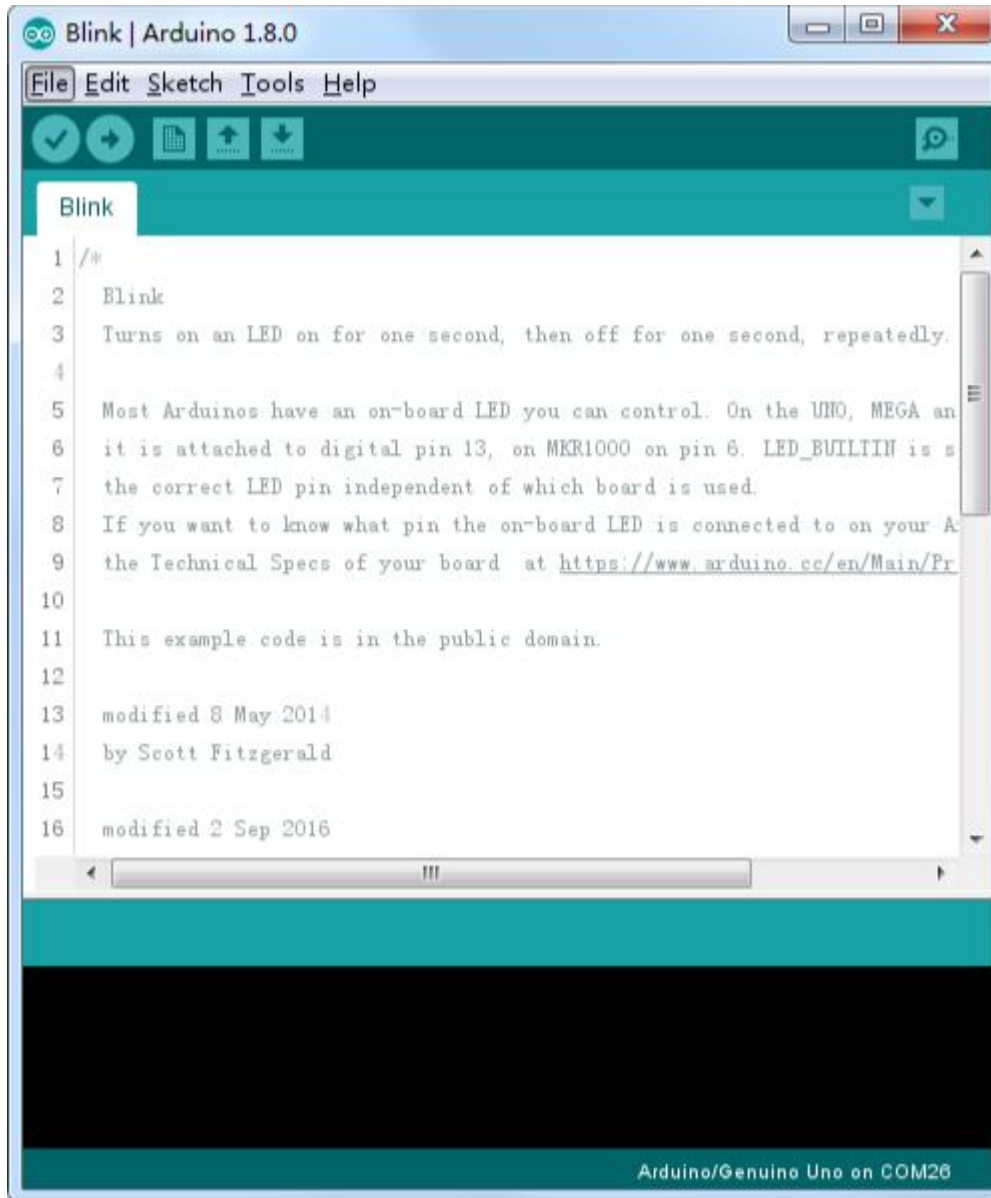 Blink | Arduino 1.8.0
File Edit Sketch Tools Help
Blink
1 /*
2 Blink
3 Turns on an LED on for one second, then off for one second, repeatedly.
4
5 Most Arduinos have an on-board LED you can control. On the UNO, MEGA an
6 it is attached to digital pin 13, on MKR1000 on pin 6. LED_BUILTIN is s
7 the correct LED pin independent of which board is used.
8 If you want to know what pin the on-board LED is connected to on your A
9 the Technical Specs of your board at https://www.arduino.cc/en/Main/Pr
10
11 This example code is in the public domain.
12
13 modified 8 May 2014
14 by Scott Fitzgerald
15
16 modified 2 Sep 2016
Arduino/Genuino Uno on COM26